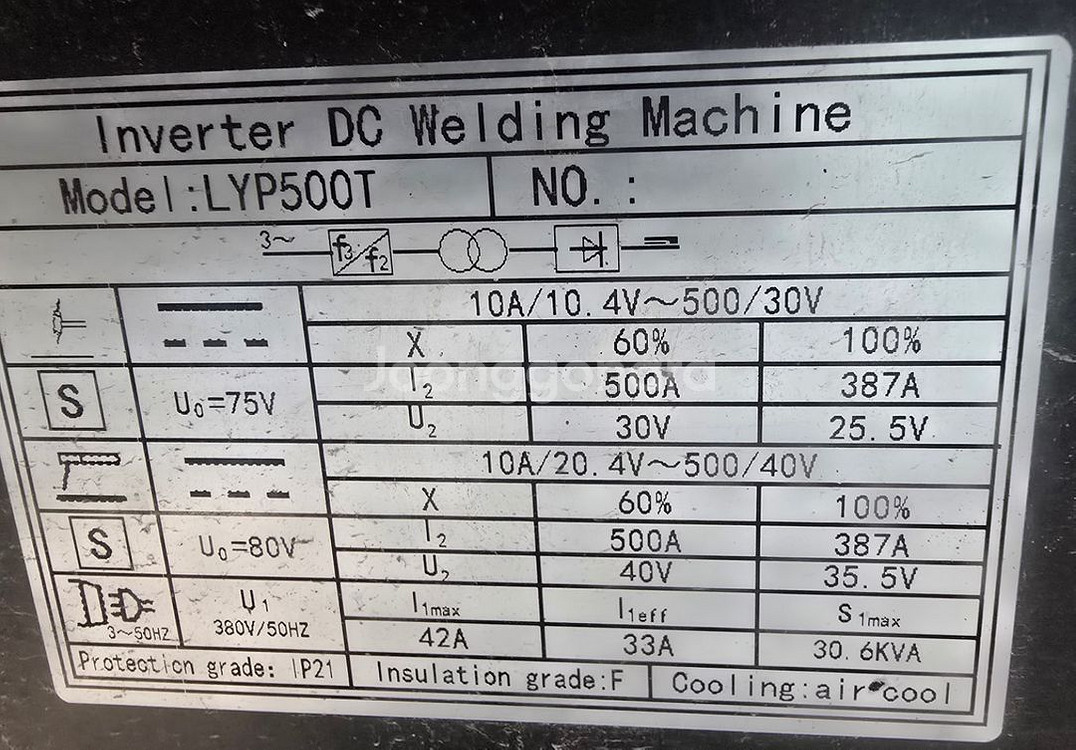 Inverter DC Welding Machine
Model:LYP500T NO. :
3~ f3 f2
10A/10.4V~500/30V
X 60% 100%
S U0=75V I2 500A 387A
U2 30V 25.5V
10A/20.4V~500/40V
X 60% 100%
S U0=80V I2 500A 387A
U2 40V 35.5V
3~50HZ U1 380V/50HZ I1max I1eff S1max
42A 33A 30.6KVA
Protection grade: IP21 Insulation grade:F Cooling:air cool
Joonggonara